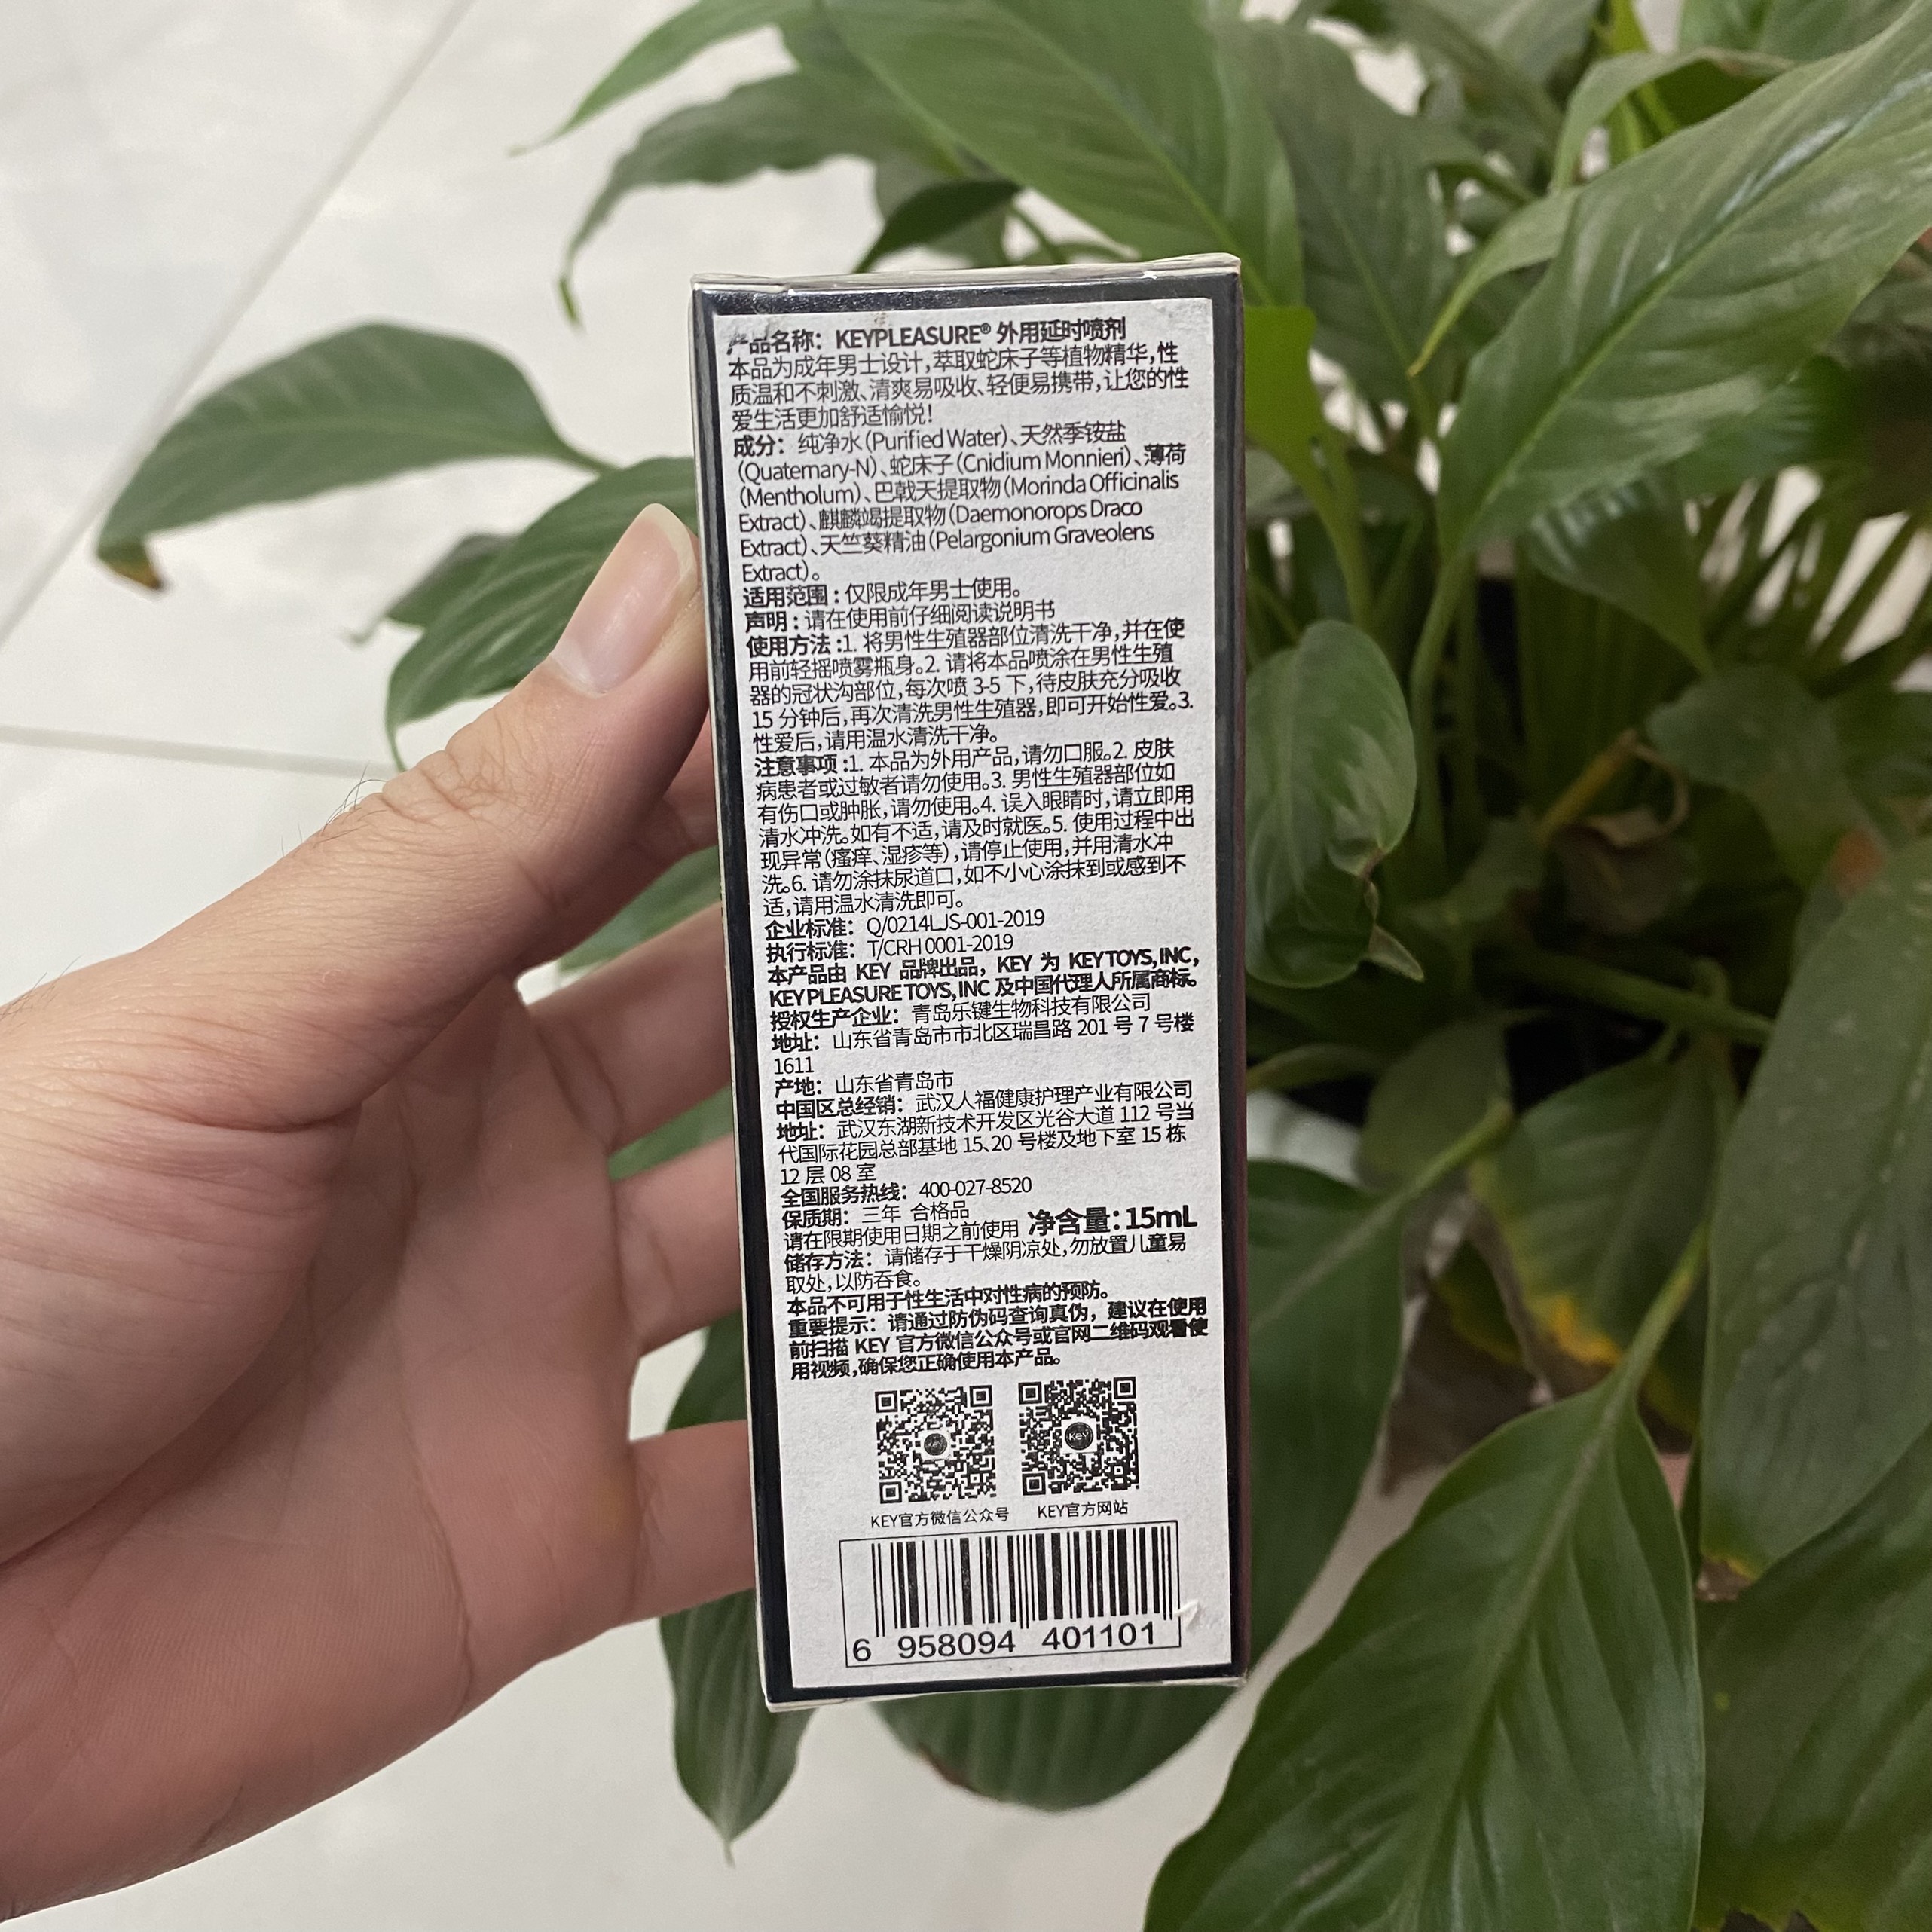 产品名称：KEYPLEASURE® 外用延时喷剂
本品为成年男士设计，萃取蛇床子等植物精华，性
质温和不刺激、清爽易吸收、轻便易携带，让您的性
爱生活更加舒适愉悦！
成分：纯净水（Purified Water）、天然季铵盐
（Quaternary-N）、蛇床子（Cnidium Monnieri）、薄荷
（Mentholum）、巴戟天提取物（Morinda Officinalis
Extract）、麒麟竭提取物（Daemonorops Draco
Extract）、天竺葵精油（Pelargonium Graveolens
Extract）。
适用范围：仅限成年男士使用。
声明：请在使用前仔细阅读说明书
使用方法：1. 将男性生殖器部位清洗干净，并在使
用前轻摇喷雾瓶身。2. 请将本品喷涂在男性生殖
器的冠状沟部位，每次喷 3-5 下，待皮肤充分吸收
15 分钟后，再次清洗男性生殖器，即可开始性爱。3.
性爱后，请用温水清洗干净。
注意事项：1. 本品为外用产品，请勿口服。2. 皮肤
病患者或过敏者请勿使用。3. 男性生殖器部位如
有伤口或肿胀，请勿使用。4. 误入眼睛时，请立即用
清水冲洗。如有不适，请及时就医。5. 使用过程中出
现异常（瘙痒、湿疹等），请停止使用，并用清水冲
洗。6. 请勿涂抹尿道口，如不小心涂抹到或感到不
适，请用温水清洗即可。
企业标准：Q/0214LJS-001-2019
执行标准：T/CRH 0001-2019
本产品由 KEY 品牌出品，KEY 为 KEY TOYS, INC，
KEY PLEASURE TOYS, INC 及中国代理人所属商标。
授权生产企业：青岛乐键生物科技有限公司
地址：山东省青岛市市北区瑞昌路 201 号 7 号楼
1611
产地：山东省青岛市
中国区总经销：武汉人福健康护理产业有限公司
地址：武汉东湖新技术开发区光谷大道 112 号当
代国际花园总部基地 15、20 号楼及地下室 15 栋
12 层 08 室
全国服务热线：400-027-8520
保质期：三年 合格品
请在限期使用日期之前使用 净含量：15mL
储存方法：请储存于干燥阴凉处，勿放置儿童易
取处，以防吞食。
本品不可用于性生活中对性病的预防。
重要提示：请通过防伪码查询真伪，建议在使用
前扫描 KEY 官方微信公众号或官网二维码观看使
用视频，确保您正确使用本产品。
KEY官方微信公众号 KEY官方网站
6 958094 401101